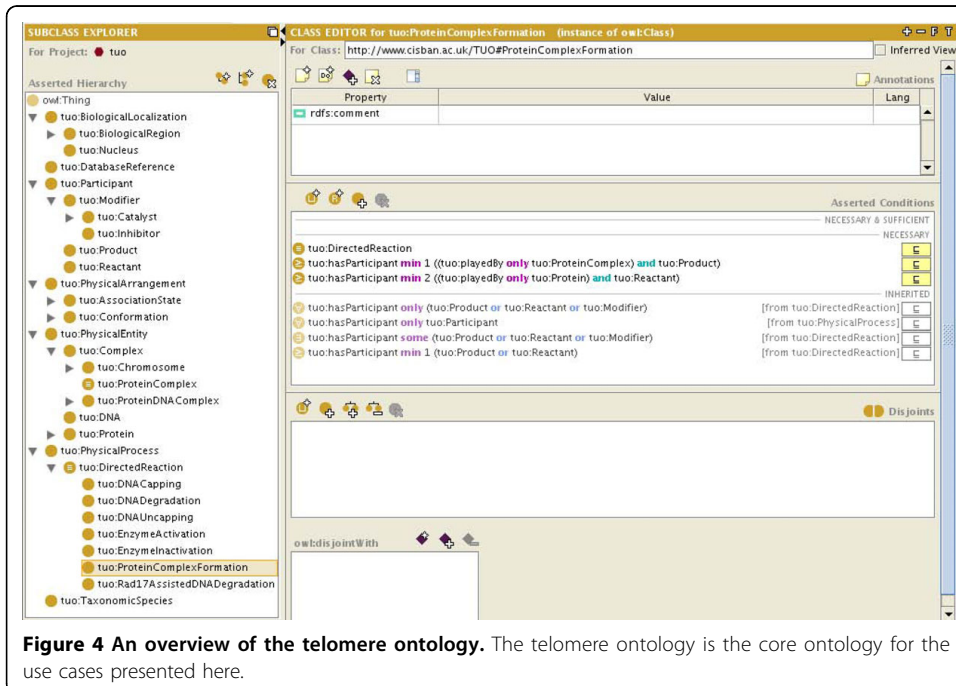 SUBCLASS EXPLORER
For Project: tuo
Asserted Hierarchy
owl:Thing
tuo:BiologicalLocalization
tuo:BiologicalRegion
tuo:Nucleus
tuo:DatabaseReference
tuo:Participant
tuo:Modifier
tuo:Catalyst
tuo:Inhibitor
tuo:Product
tuo:Reactant
tuo:PhysicalArrangement
tuo:AssociationState
tuo:Conformation
tuo:PhysicalEntity
tuo:Complex
tuo:Chromosome
tuo:ProteinComplex
tuo:ProteinDNAComplex
tuo:DNA
tuo:Protein
tuo:PhysicalProcess
tuo:DirectedReaction
tuo:DNACapping
tuo:DNADegradation
tuo:DNAUncapping
tuo:EnzymeActivation
tuo:EnzymeInactivation
tuo:ProteinComplexFormation
tuo:Rad17AssistedDNADegradation
tuo:TaxonomicSpecies
CLASS EDITOR for tuo:ProteinComplexFormation (instance of owl:Class)
For Class: http://www.cisban.ac.uk/TUO#ProteinComplexFormation Inferred View
Annotations
Property Value Lang
rdfs:comment
Asserted Conditions
NECESSARY & SUFFICIENT
NECESSARY
tuo:DirectedReaction
tuo:hasParticipant min 1 ((tuo:playedBy only tuo:ProteinComplex) and tuo:Product)
tuo:hasParticipant min 2 ((tuo:playedBy only tuo:Protein) and tuo:Reactant)
INHERITED
tuo:hasParticipant only (tuo:Product or tuo:Reactant or tuo:Modifier) [from tuo:DirectedReaction]
tuo:hasParticipant only tuo:Participant [from tuo:PhysicalProcess]
tuo:hasParticipant some (tuo:Product or tuo:Reactant or tuo:Modifier) [from tuo:DirectedReaction]
tuo:hasParticipant min 1 (tuo:Product or tuo:Reactant) [from tuo:DirectedReaction]
Disjoints
owl:disjointWith
Figure 4 An overview of the telomere ontology. The telomere ontology is the core ontology for the
use cases presented here.